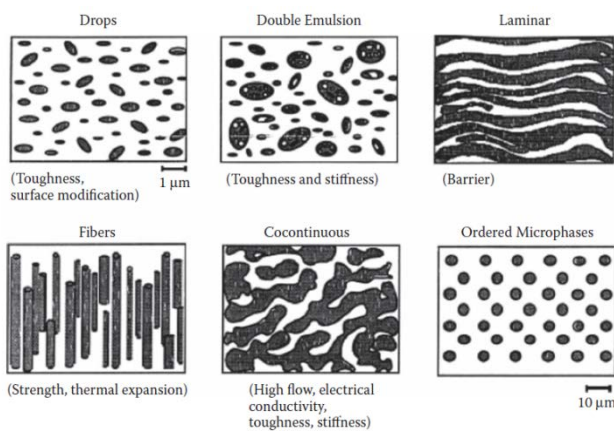 Drops
Double Emulsion
Laminar
(Toughness,
surface modification)
1 μm
(Toughness and stiffness)
(Barrier)
Fibers
Cocontinuous
Ordered Microphases
(Strength, thermal expansion)
(High flow, electrical
conductivity,
toughness, stiffness)
10 μm